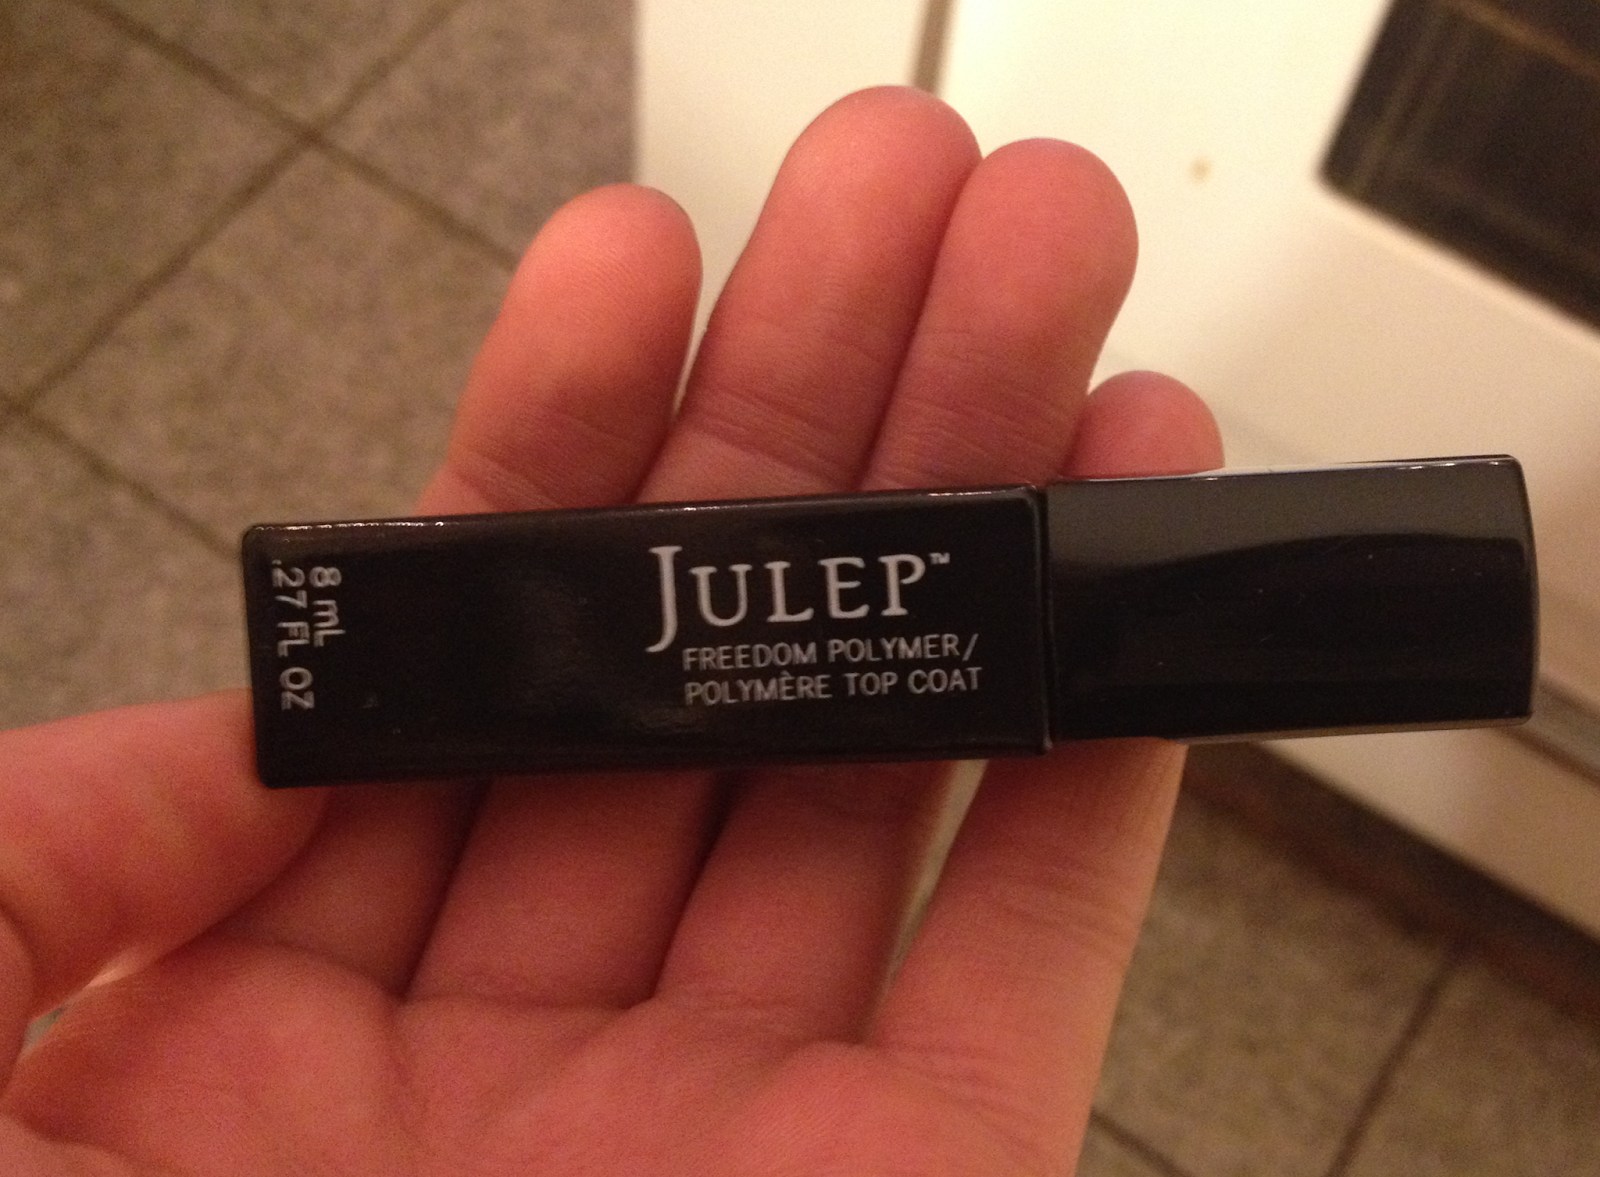 JULEP™
FREEDOM POLYMER/
POLYMÈRE TOP COAT
8 mL
.27 FL OZ